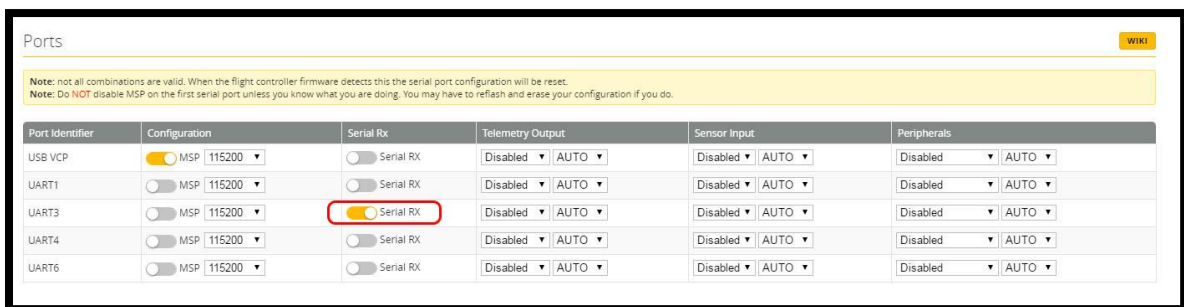 Ports
WIKI
Note: not all combinations are valid. When the flight controller firmware detects this the serial port configuration will be reset.
Note: Do NOT disable MSP on the first serial port unless you know what you are doing. You may have to reflash and erase your configuration if you do.
Port Identifier Configuration Serial Rx Telemetry Output Sensor Input Peripherals
USB VCP MSP 115200 Serial RX Disabled AUTO Disabled AUTO Disabled AUTO
UART1 MSP 115200 Serial RX Disabled AUTO Disabled AUTO Disabled AUTO
UART3 MSP 115200 Serial RX Disabled AUTO Disabled AUTO Disabled AUTO
UART4 MSP 115200 Serial RX Disabled AUTO Disabled AUTO Disabled AUTO
UART6 MSP 115200 Serial RX Disabled AUTO Disabled AUTO Disabled AUTO